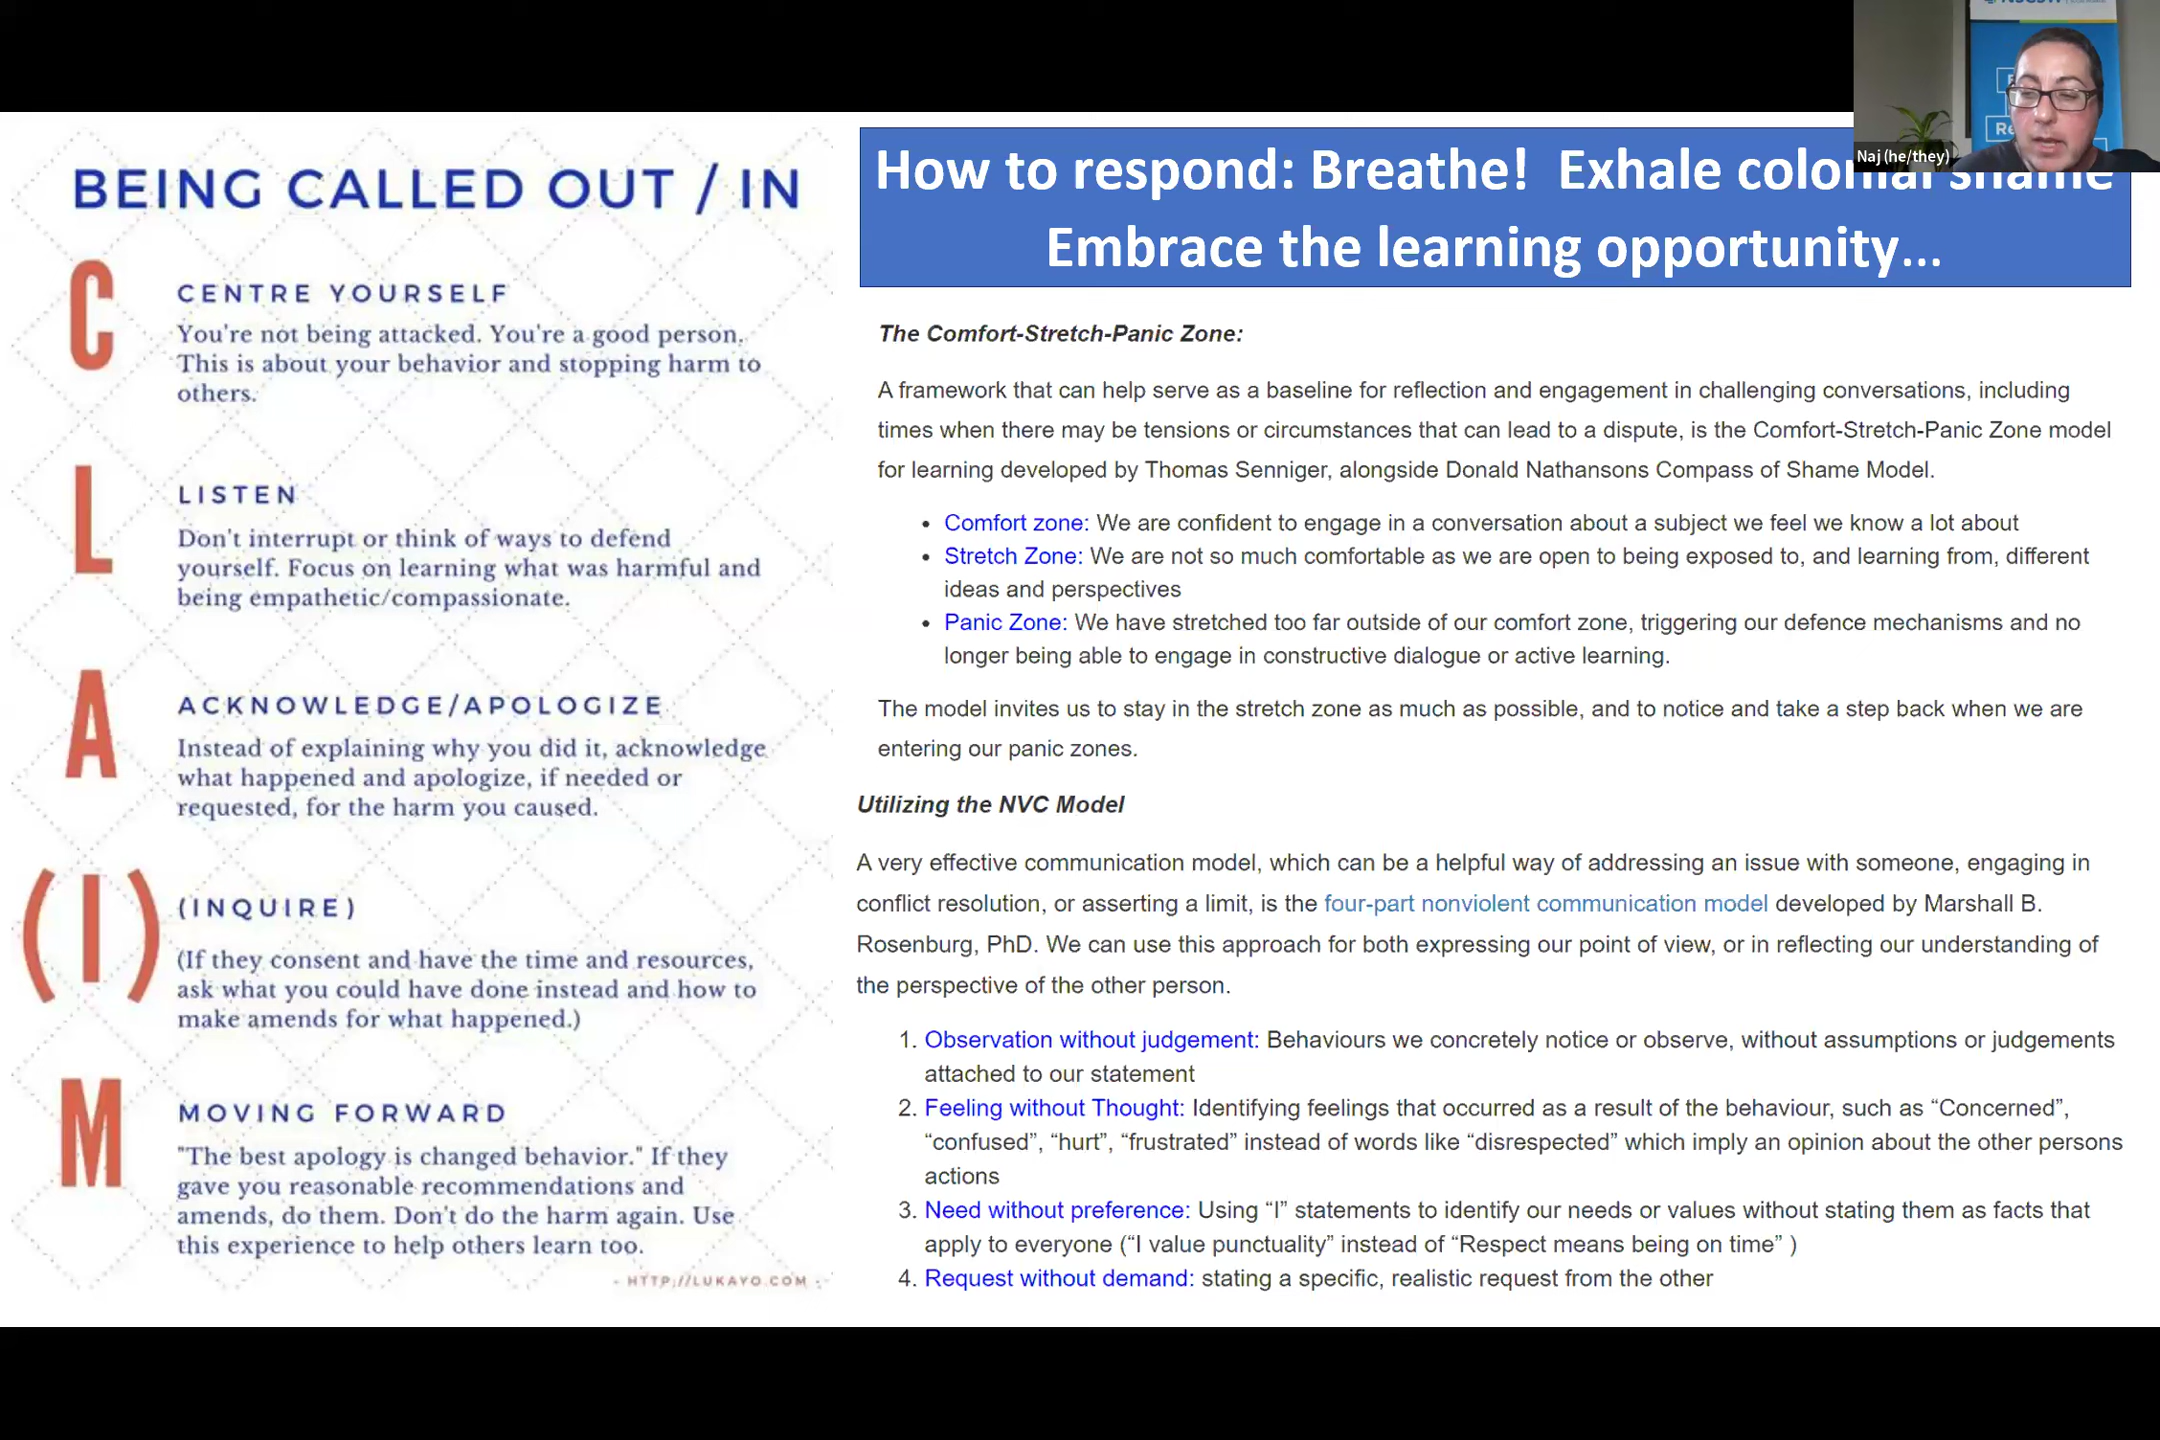 BEING CALLED OUT / IN
C
CENTRE YOURSELF
You're not being attacked. You're a good person.
This is about your behavior and stopping harm to
others.
L
LISTEN
Don't interrupt or think of ways to defend
yourself. Focus on learning what was harmful and
being empathetic/compassionate.
A
ACKNOWLEDGE/APOLOGIZE
Instead of explaining why you did it, acknowledge
what happened and apologize, if needed or
requested, for the harm you caused.
(I)
(INQUIRE)
(If they consent and have the time and resources,
ask what you could have done instead and how to
make amends for what happened.)
M
MOVING FORWARD
"The best apology is changed behavior." If they
gave you reasonable recommendations and
amends, do them. Don't do the harm again. Use
this experience to help others learn too.
- HTTP://LUKAYO.COM -
How to respond: Breathe! Exhale colonial shame
Embrace the learning opportunity...
The Comfort-Stretch-Panic Zone:
A framework that can help serve as a baseline for reflection and engagement in challenging conversations, including
times when there may be tensions or circumstances that can lead to a dispute, is the Comfort-Stretch-Panic Zone model
for learning developed by Thomas Senniger, alongside Donald Nathansons Compass of Shame Model.
• Comfort zone: We are confident to engage in a conversation about a subject we feel we know a lot about
• Stretch Zone: We are not so much comfortable as we are open to being exposed to, and learning from, different
ideas and perspectives
• Panic Zone: We have stretched too far outside of our comfort zone, triggering our defence mechanisms and no
longer being able to engage in constructive dialogue or active learning.
The model invites us to stay in the stretch zone as much as possible, and to notice and take a step back when we are
entering our panic zones.
Utilizing the NVC Model
A very effective communication model, which can be a helpful way of addressing an issue with someone, engaging in
conflict resolution, or asserting a limit, is the four-part nonviolent communication model developed by Marshall B.
Rosenburg, PhD. We can use this approach for both expressing our point of view, or in reflecting our understanding of
the perspective of the other person.
1. Observation without judgement: Behaviours we concretely notice or observe, without assumptions or judgements
attached to our statement
2. Feeling without Thought: Identifying feelings that occurred as a result of the behaviour, such as “Concerned”,
“confused”, “hurt”, “frustrated” instead of words like “disrespected” which imply an opinion about the other persons
actions
3. Need without preference: Using “I” statements to identify our needs or values without stating them as facts that
apply to everyone (“I value punctuality” instead of “Respect means being on time” )
4. Request without demand: stating a specific, realistic request from the other
Naj (he/they)